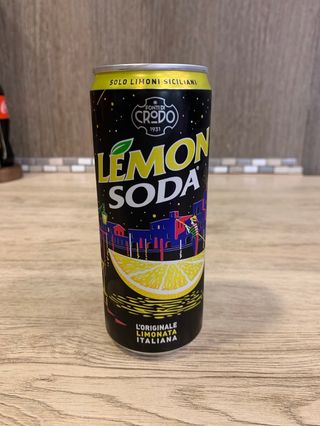 SOLO LIMONI SICILIANI
FONTE DI
CRODO
1931
LEMON
SODA
L'ORIGINALE
LIMONATA
ITALIANA